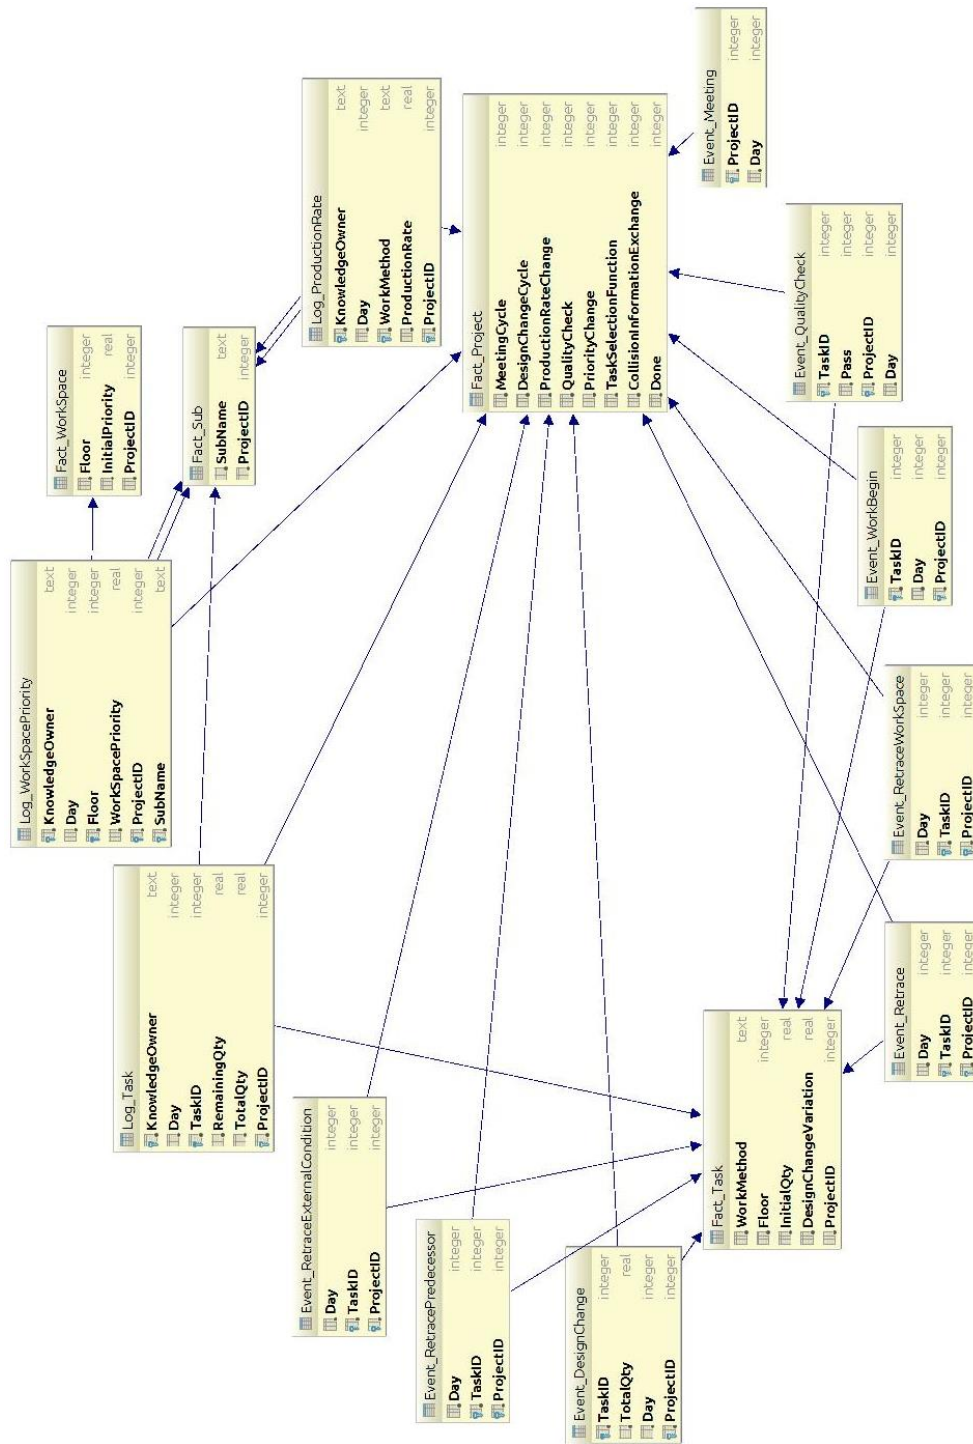 Log_WorkSpacePriority
KnowledgeOwner text
Day integer
Floor integer
WorkSpacePriority real
ProjectID integer
SubName text
Fact_WorkSpace
Floor integer
InitialPriority real
ProjectID integer
Log_Task
KnowledgeOwner text
Day integer
TaskID integer
RemainingQty real
TotalQty real
ProjectID integer
Fact_Sub
SubName text
ProjectID integer
Event_RetraceExternalCondition
Day integer
TaskID integer
ProjectID integer
Log_ProductionRate
KnowledgeOwner text
Day integer
WorkMethod text
ProductionRate real
ProjectID integer
Event_RetracePredecessor
Day integer
TaskID integer
ProjectID integer
Fact_Project
MeetingCycle integer
DesignChangeCycle integer
ProductionRateChange integer
QualityCheck integer
PriorityChange integer
TaskSelectionFunction integer
CollisionInformationExchange integer
Done integer
Event_DesignChange
TaskID integer
TotalQty real
Day integer
ProjectID integer
Fact_Task
WorkMethod text
Floor integer
InitialQty real
DesignChangeVariation real
ProjectID integer
Event_Meeting
ProjectID integer
Day integer
Event_QualityCheck
TaskID integer
Pass integer
ProjectID integer
Day integer
Event_WorkBegin
TaskID integer
Day integer
ProjectID integer
Event_Retrace
Day integer
TaskID integer
ProjectID integer
Event_RetraceWorkSpace
Day integer
TaskID integer
ProjectID integer